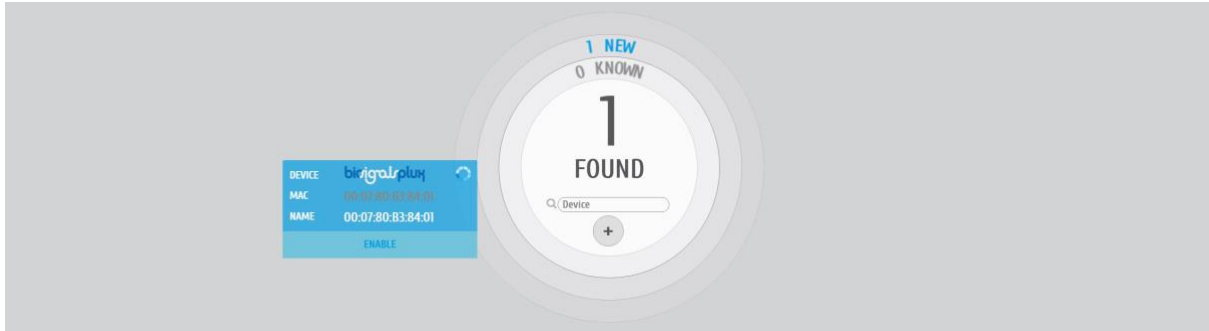 1 NEW
0 KNOWN
1
FOUND
Device
+
DEVICE biosignalsplux
MAC 00:07:80:B3:84:01
NAME 00:07:80:B3:84:01
ENABLE